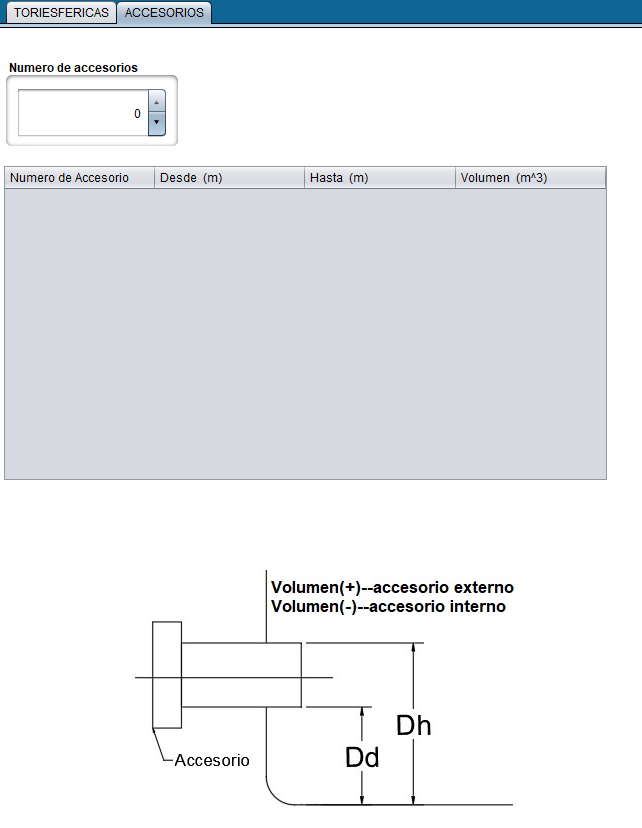 TORIESFERICAS ACCESORIOS
Numero de accesorios
0
Numero de Accesorio Desde (m) Hasta (m) Volumen (m^3)
Volumen(+)--accesorio externo
Volumen(-)--accesorio interno
Dh
Dd
Accesorio